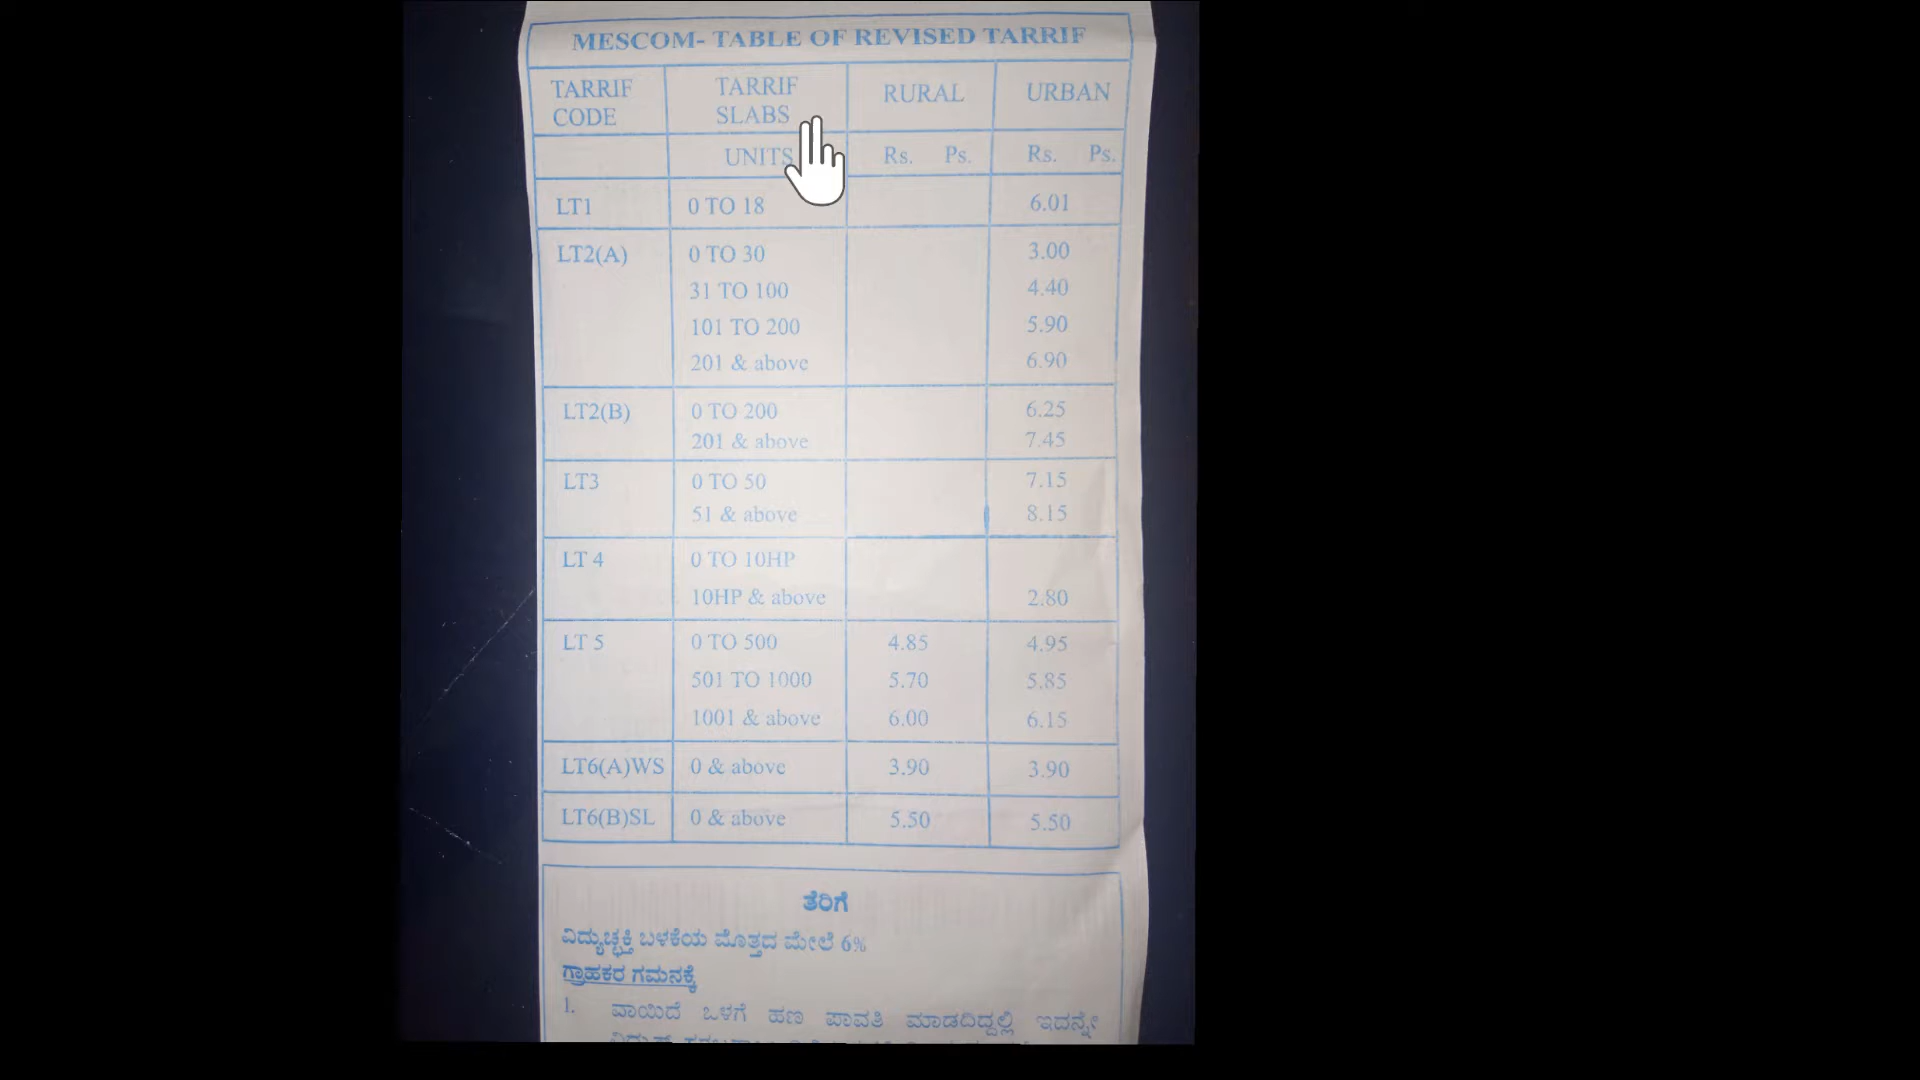 MESCOM- TABLE OF REVISED TARRIF
TARRIF CODE TARRIF SLABS RURAL URBAN
UNITS Rs. Ps. Rs. Ps.
LT1 0 TO 18 6.01
LT2(A) 0 TO 30 3.00
31 TO 100 4.40
101 TO 200 5.90
201 & above 6.90
LT2(B) 0 TO 200 6.25
201 & above 7.45
LT3 0 TO 50 7.15
51 & above 8.15
LT 4 0 TO 10HP
10HP & above 2.80
LT 5 0 TO 500 4.85 4.95
501 TO 1000 5.70 5.85
1001 & above 6.00 6.15
LT6(A)WS 0 & above 3.90 3.90
LT6(B)SL 0 & above 5.50 5.50
ತೆರಿಗೆ
ವಿದ್ಯುಚ್ಛಕ್ತಿ ಬಳಕೆಯ ಮೊತ್ತದ ಮೇಲೆ 6%
ಗ್ರಾಹಕರ ಗಮನಕ್ಕೆ
1. ವಾಯಿದೆ ಒಳಗೆ ಹಣ ಪಾವತಿ ಮಾಡದಿದ್ದಲ್ಲಿ ಇದನ್ನೇ